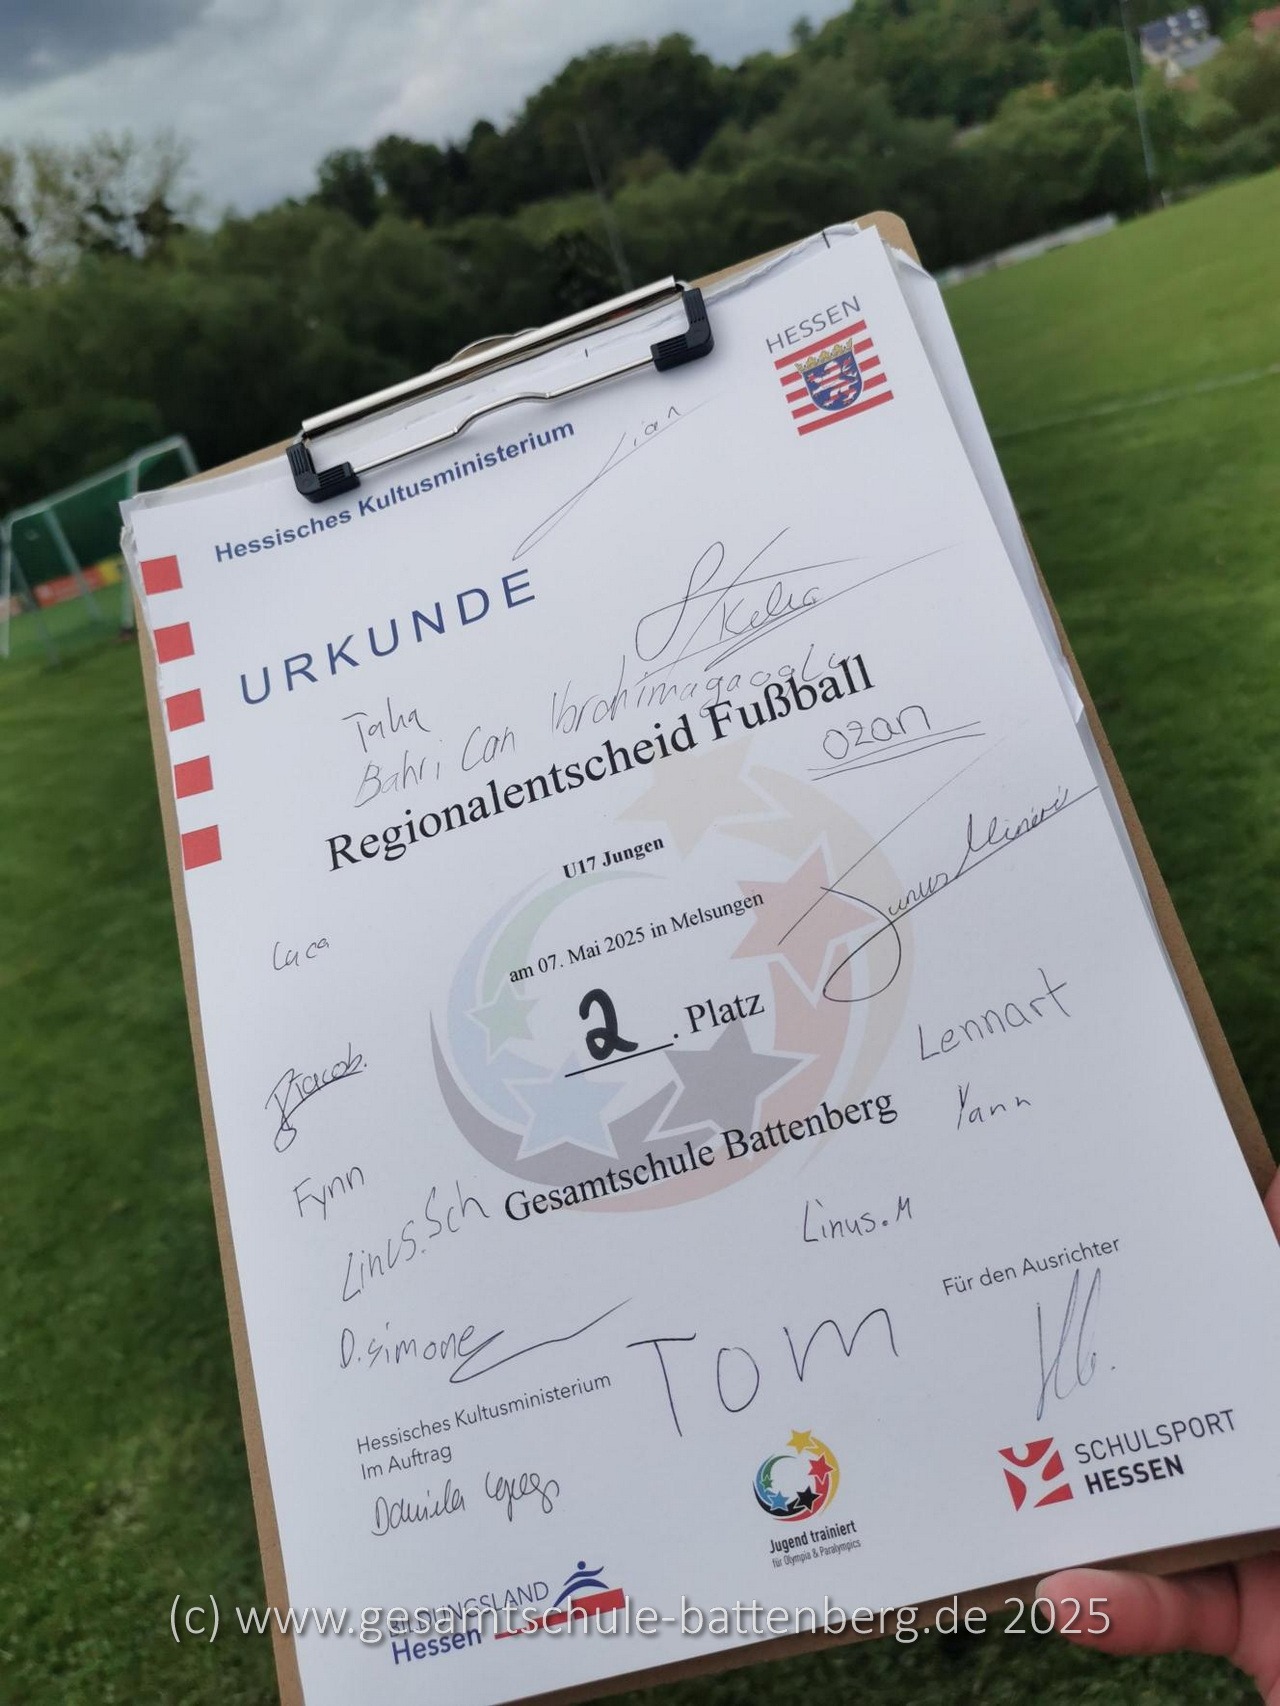 HESSEN
Hessisches Kultusministerium
URKUNDE
Taha
Bahri Can Ibrahimagaoglu
Regionalentscheid Fußball
ozan
U17 Jungen
am 07. Mai 2025 in Melsungen
Luca
2. Platz
Lennart
Jacob.
Yann
Gesamtschule Battenberg
Fynn
Linus.Sch
Linus.M
Für den Ausrichter
D.Simone
TOM
Hessisches Kultusministerium
Im Auftrag
Daniela
SCHULSPORT
HESSEN
Jugend trainiert
für Olympia & Paralympics
BILDUNGSLAND
Hessen
(c) www.gesamtschule-battenberg.de 2025